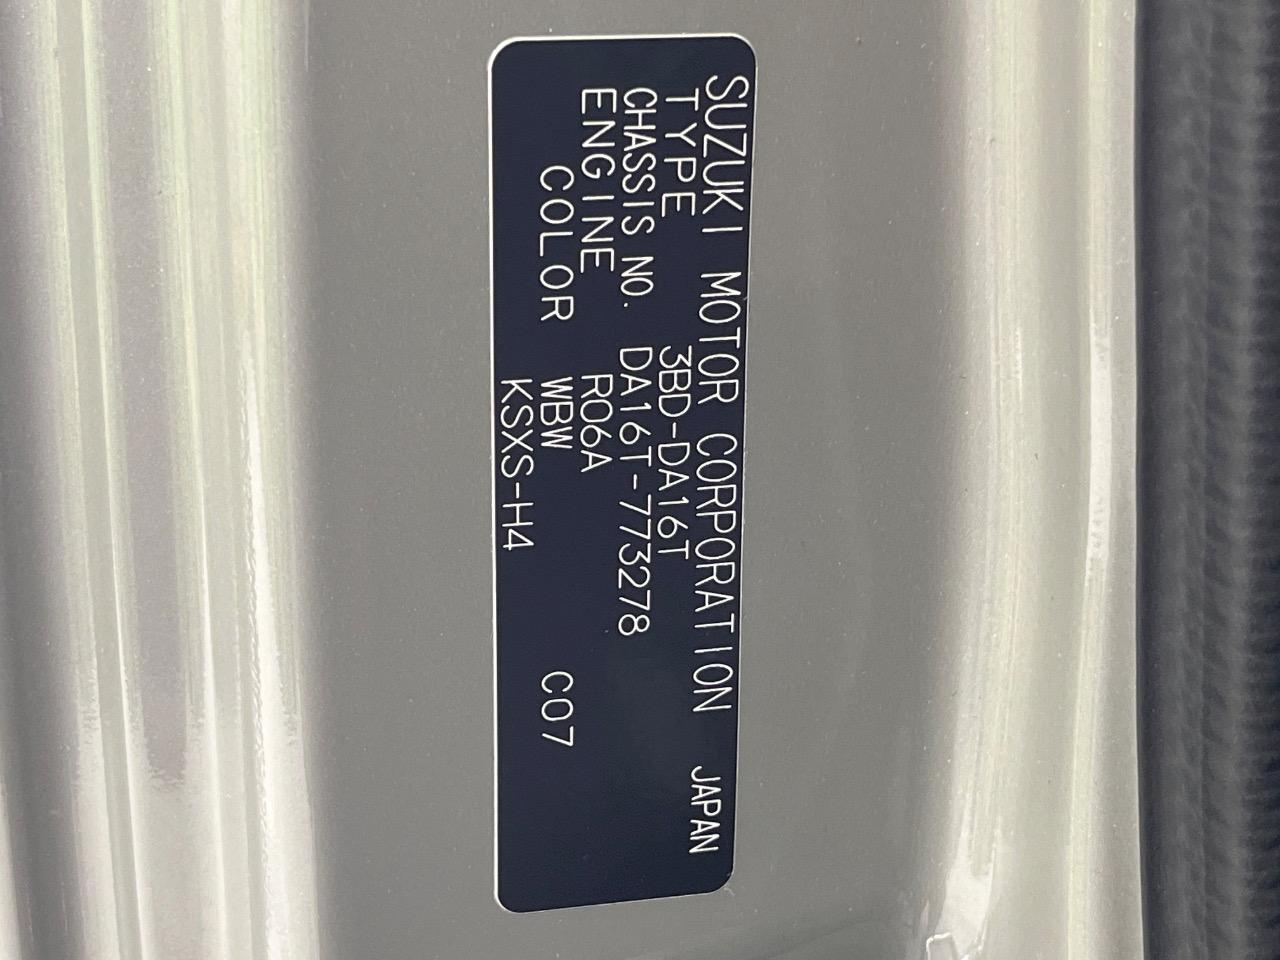 SUZUKI MOTOR CORPORATION JAPAN
TYPE 3BD-DA16T
CHASSIS NO. DA16T-773278
ENGINE R06A
COLOR WBW C07
KSXS-H4